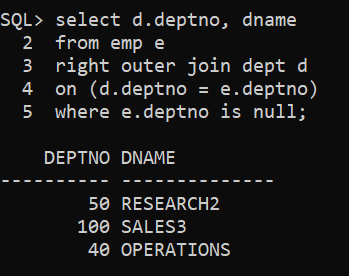 SQL> select d.deptno, dname
  2  from emp e
  3  right outer join dept d
  4  on (d.deptno = e.deptno)
  5  where e.deptno is null;

    DEPTNO DNAME
---------- --------------
        50 RESEARCH2
       100 SALES3
        40 OPERATIONS